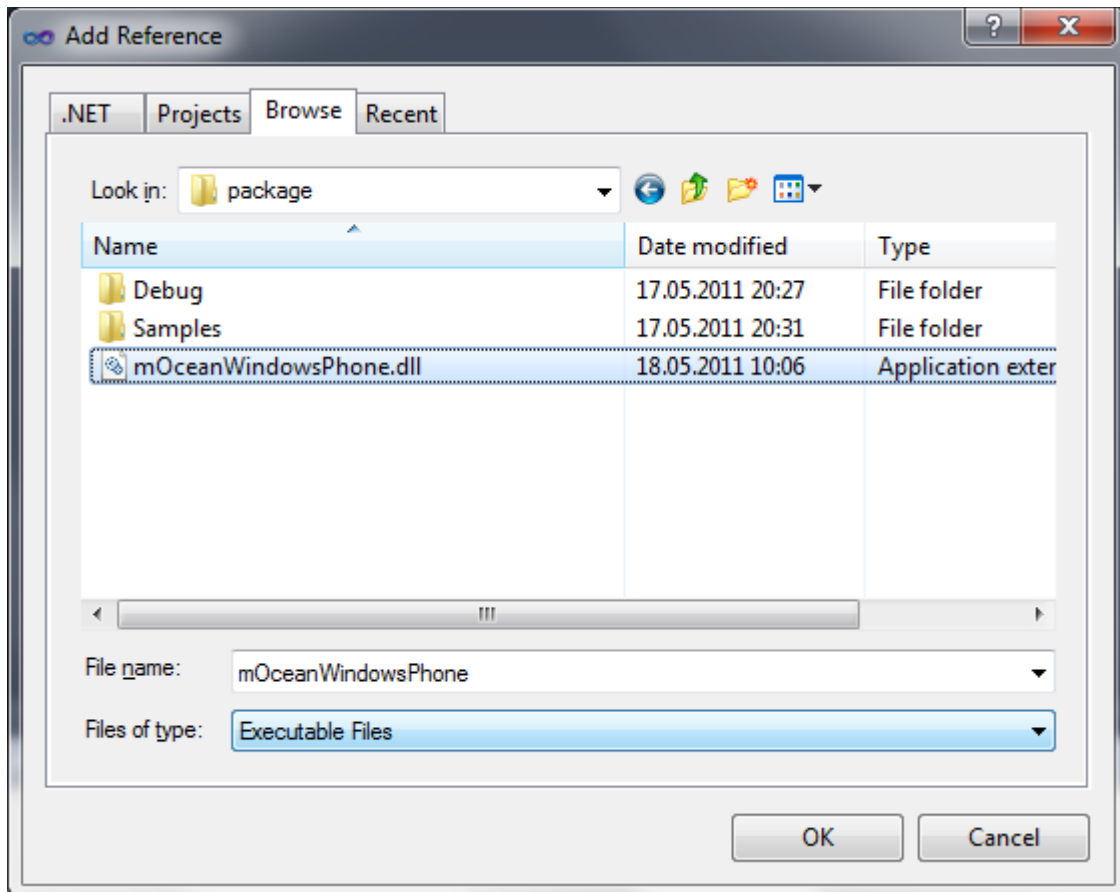 Add Reference
.NET Projects Browse Recent
Look in: package
Name Date modified Type
Debug 17.05.2011 20:27 File folder
Samples 17.05.2011 20:31 File folder
mOceanWindowsPhone.dll 18.05.2011 10:06 Application exter
File name: mOceanWindowsPhone
Files of type: Executable Files
OK Cancel